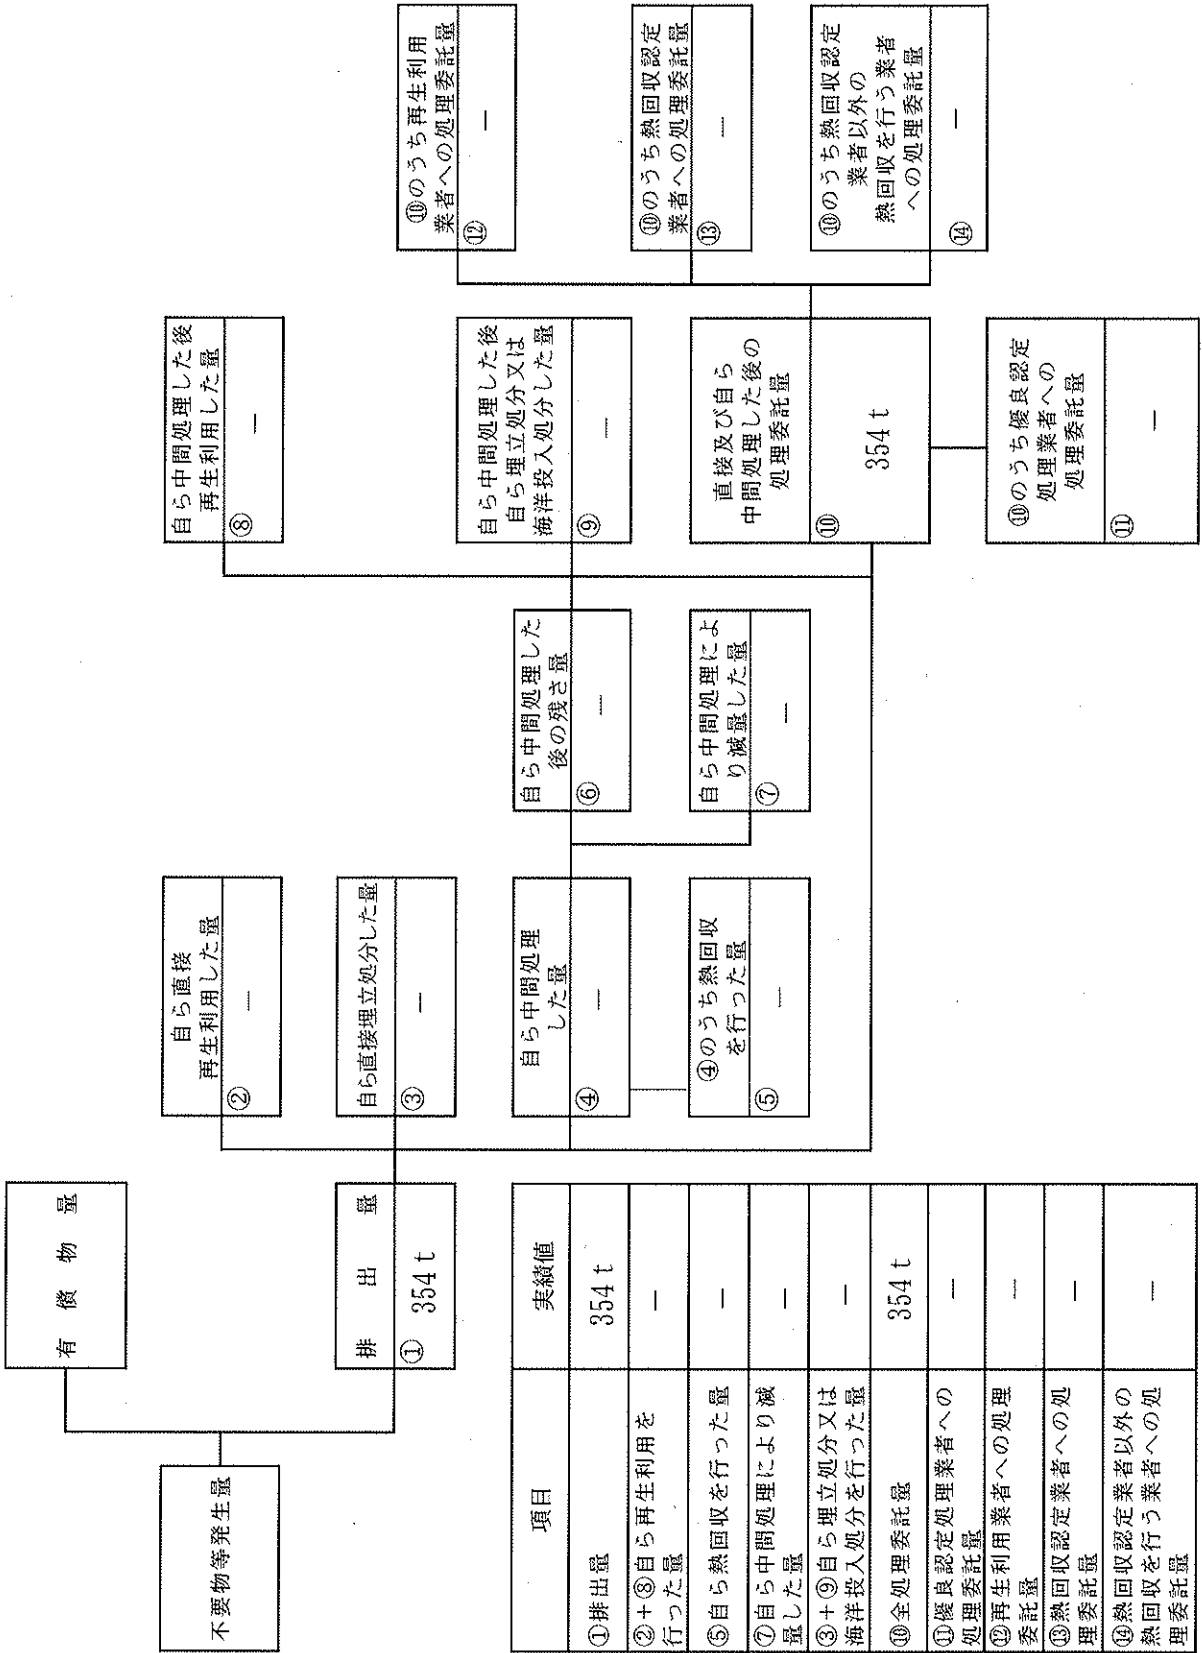 不要物等発生量
有償物量
排出量
① 354 t
自ら直接
再生利用した量
② －
自ら直接埋立処分した量
③ －
自ら中間処理
した量
④ －
④のうち熱回収
を行った量
⑤ －
自ら中間処理した
後の残さ量
⑥ －
自ら中間処理によ
り減量した量
⑦ －
自ら中間処理した後
再生利用した量
⑧ －
自ら中間処理した後
自ら埋立処分又は
海洋投入処分した量
⑨ －
直接及び自ら
中間処理した後の
処理委託量
⑩ 354 t
⑩のうち優良認定
処理業者への
処理委託量
⑪ －
⑩のうち再生利用
業者への処理委託量
⑫ －
⑩のうち熱回収認定
業者への処理委託量
⑬ －
⑩のうち熱回収認定
業者以外の
熱回収を行う業者
への処理委託量
⑭ －
項目 実績値
①排出量 354 t
②+⑧自ら再生利用を
行った量 －
⑤自ら熱回収を行った量 －
⑦自ら中間処理により減
量した量 －
③+⑨自ら埋立処分又は
海洋投入処分を行った量 －
⑩全処理委託量 354 t
⑪優良認定処理業者への
処理委託量 －
⑫再生利用業者への処理
委託量 －
⑬熱回収認定業者への処
理委託量 －
⑭熱回収認定業者以外の
熱回収を行う業者への処
理委託量 －